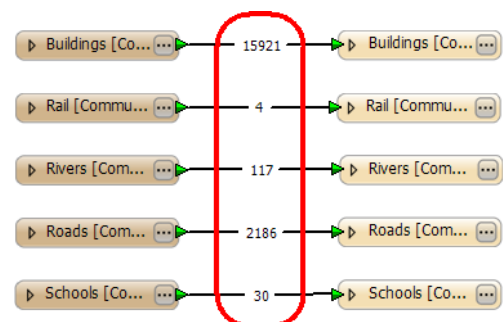 Buildings [Co... 15921 Buildings [Co...
Rail [Commu... 4 Rail [Commu...
Rivers [Com... 117 Rivers [Com...
Roads [Com... 2186 Roads [Com...
Schools [Co... 30 Schools [Co...